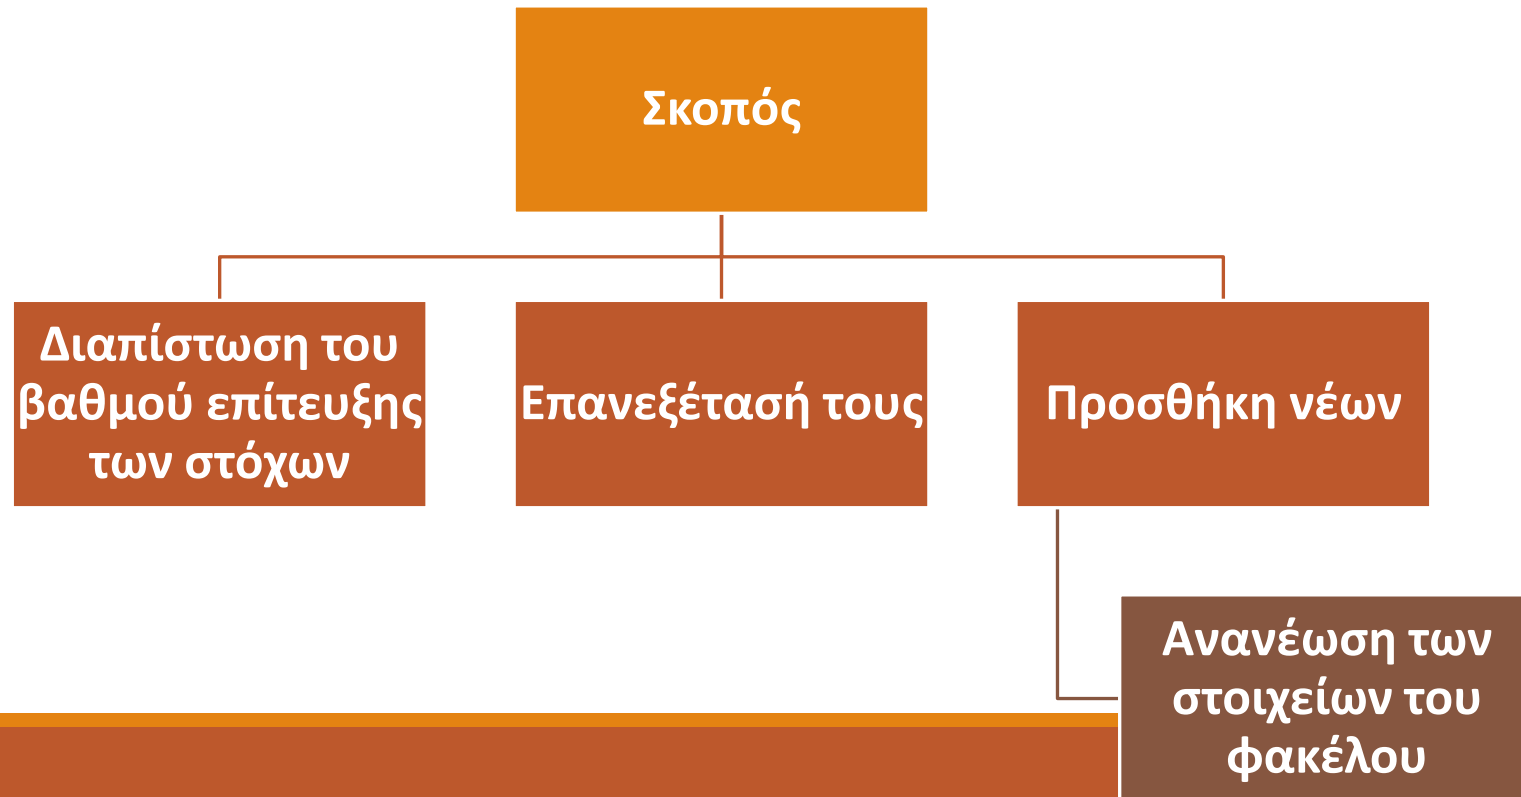 Σκοπός
Διαπίστωση του
βαθμού επίτευξης
των στόχων
Επανεξέτασή τους
Προσθήκη νέων
Ανανέωση των
στοιχείων του
φακέλου